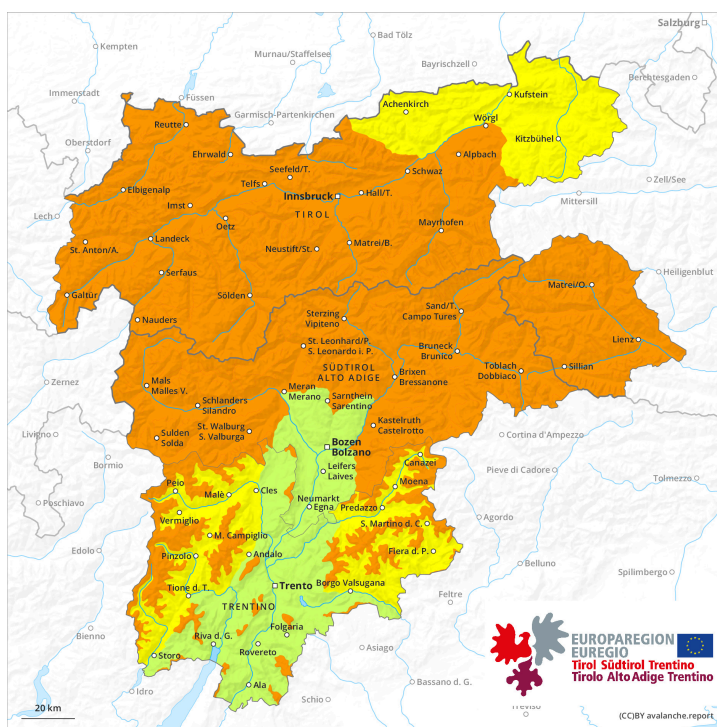 Salzburg
Kempten
Bad Tölz
Murnau/Staffelsee
Bayrischzell
Berchtesgaden
Immenstadt
Füssen
Achenkirch
Kufstein
Garmisch-Partenkirchen
Wörgl
Reutte
Oberstdorf
Kitzbühel
Ehrwald
Alpbach
Seefeld/T.
Schwaz
Telfs
Zell/See
Elbigenalp
Innsbruck
Hall/T.
Mittersill
Imst
TIROL
Lech
Oetz
Mayrhofen
St. Anton/A.
Landeck
Neustift/St.
Matrei/B.
Serfaus
Heiligenblut
Matrei/O.
Galtür
Sölden
Nauders
Sterzing
Vipiteno
Sand/T.
Campo Tures
Lienz
St. Leonhard/P.
S. Leonardo i. P.
Bruneck
Brunico
SÜDTIROL
ALTO ADIGE
Toblach
Dobbiaco
Sillian
Zernez
Mals
Malles V.
Meran
Merano
Brixen
Bressanone
Sarnthein
Sarentino
Schlanders
Silandro
Kastelruth
Castelrotto
Livigno
Sulden
Solda
St. Walburg
S. Valburga
Bozen
Bolzano
Cortina d'Ampezzo
Bormio
Leifers
Laives
Canazei
Pieve di Cadore
Tolmezzo
Peio
Malè
Cles
Moena
Poschiavo
Neumarkt
Egna
Predazzo
Vermiglio
Agordo
S. Martino d. C.
M. Campiglio
Edolo
Pinzolo
Andalo
Fiera d. P.
Belluno
Spilimbergo
Tione d. T.
Trento
Borgo Valsugana
Feltre
TRENTINO
Bienno
Riva d. G.
Folgaria
Rovereto
Asiago
Storo
EUROPAREGION
EUREGIO
Tirol Südtirol Trentino
Tirolo Alto Adige Trentino
Idro
Ala
Bassano d. G.
Schio
Treviso
20 km
(CC)BY avalanche.report